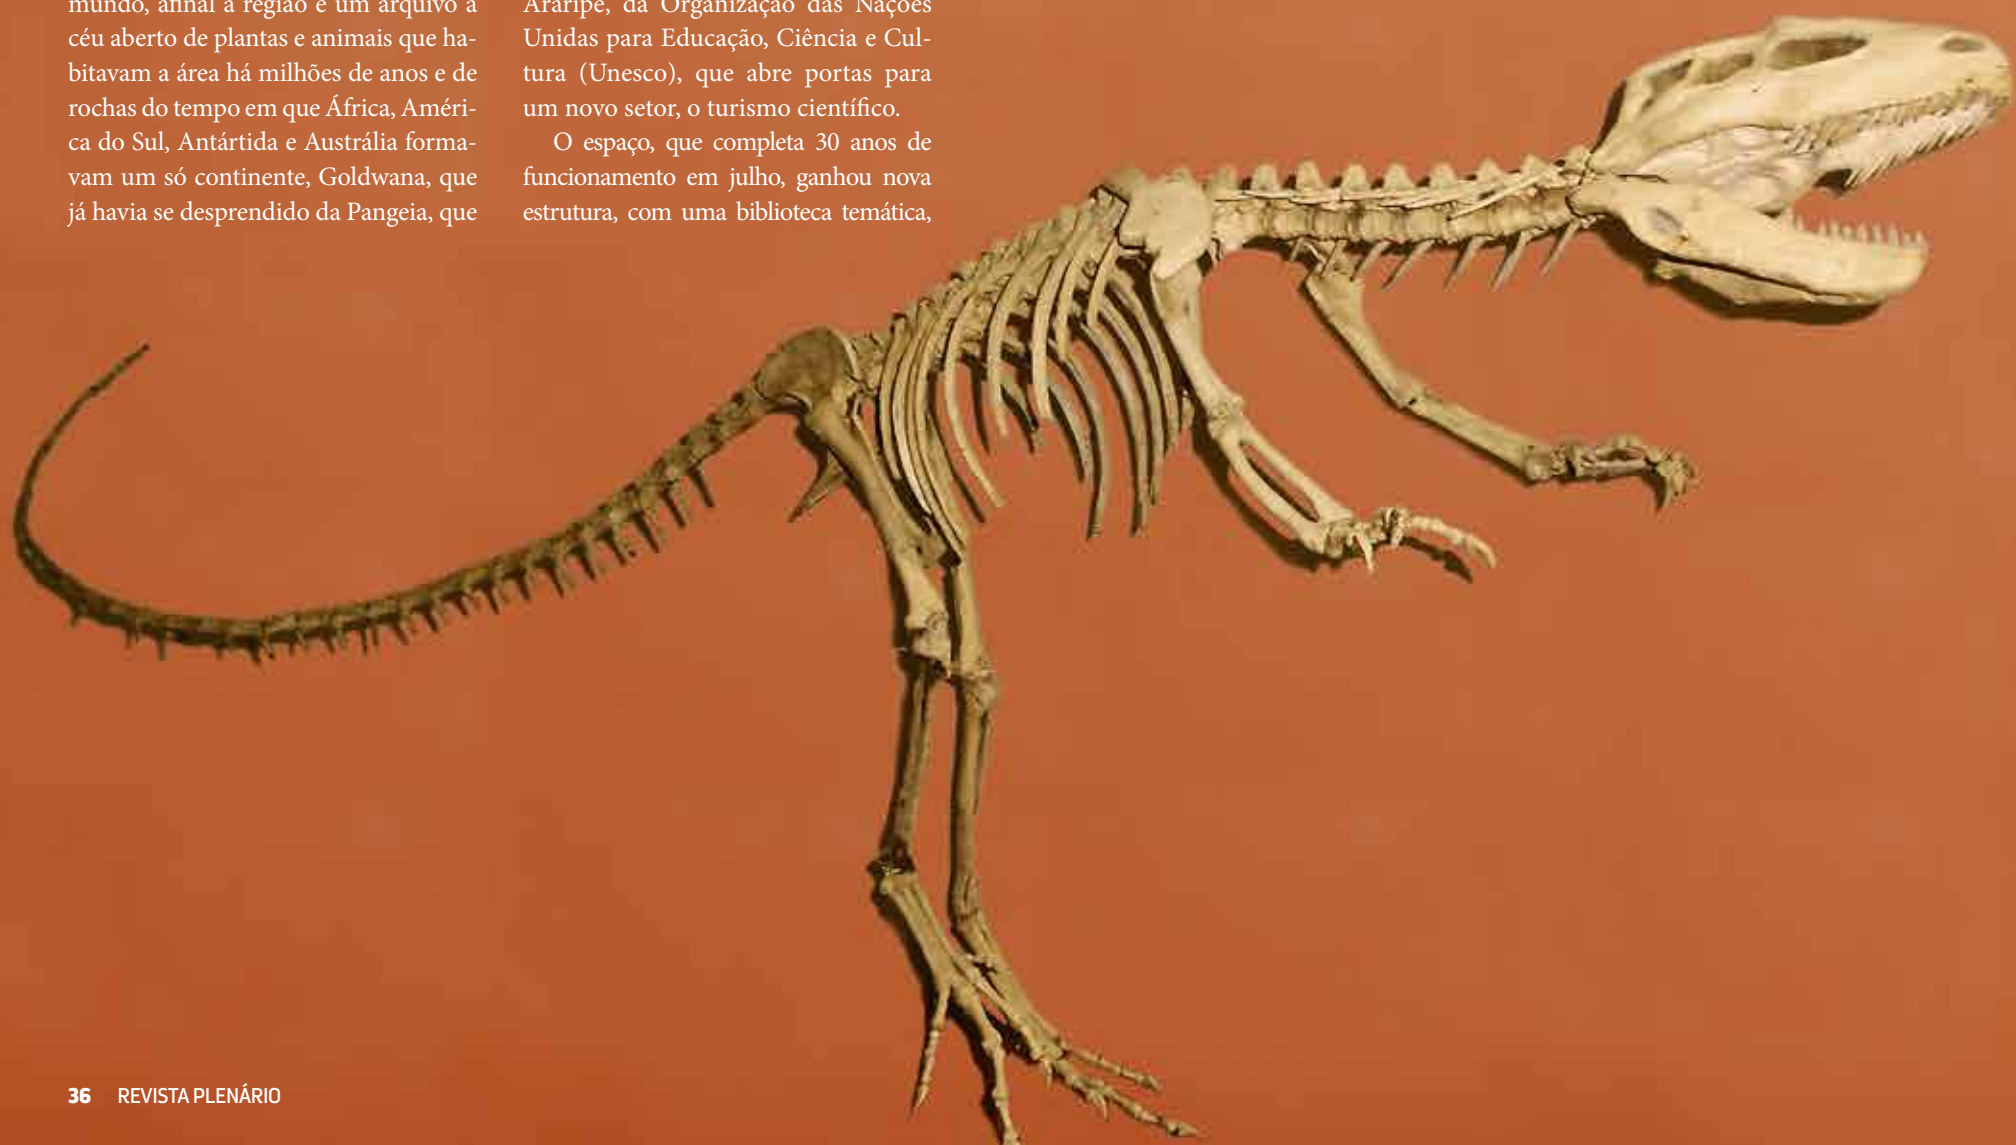 mundo, afinal a região é um arquivo a
céu aberto de plantas e animais que ha-
bitavam a área há milhões de anos e de
rochas do tempo em que África, Améri-
ca do Sul, Antártida e Austrália forma-
vam um só continente, Goldwana, que
já havia se desprendido da Pangeia, que
Araripe, da Organização das Nações
Unidas para Educação, Ciência e Cul-
tura (Unesco), que abre portas para
um novo setor, o turismo científico.
O espaço, que completa 30 anos de
funcionamento em julho, ganhou nova
estrutura, com uma biblioteca temática,
36 REVISTA PLENÁRIO